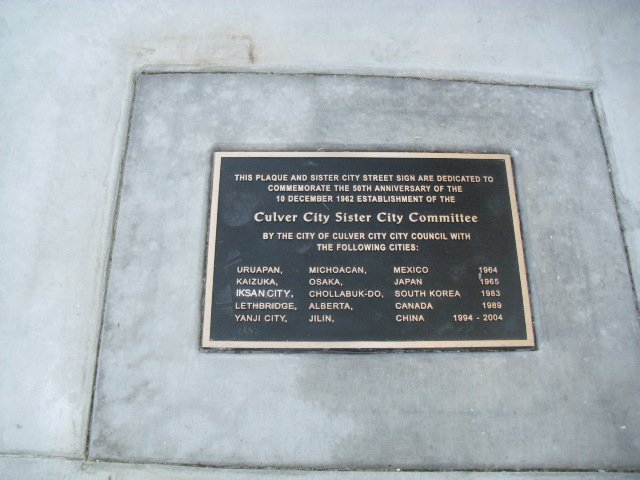 THIS PLAQUE AND SISTER CITY STREET SIGN ARE DEDICATED TO
COMMEMORATE THE 50TH ANNIVERSARY OF THE
10 DECEMBER 1962 ESTABLISHMENT OF THE
Culver City Sister City Committee
BY THE CITY OF CULVER CITY CITY COUNCIL WITH
THE FOLLOWING CITIES:
URUAPAN, MICHOACAN, MEXICO 1964
KAIZUKA, OSAKA, JAPAN 1965
IKSAN CITY, CHOLLABUK-DO, SOUTH KOREA 1983
LETHBRIDGE, ALBERTA, CANADA 1989
YANJI CITY, JILIN, CHINA 1994 - 2004